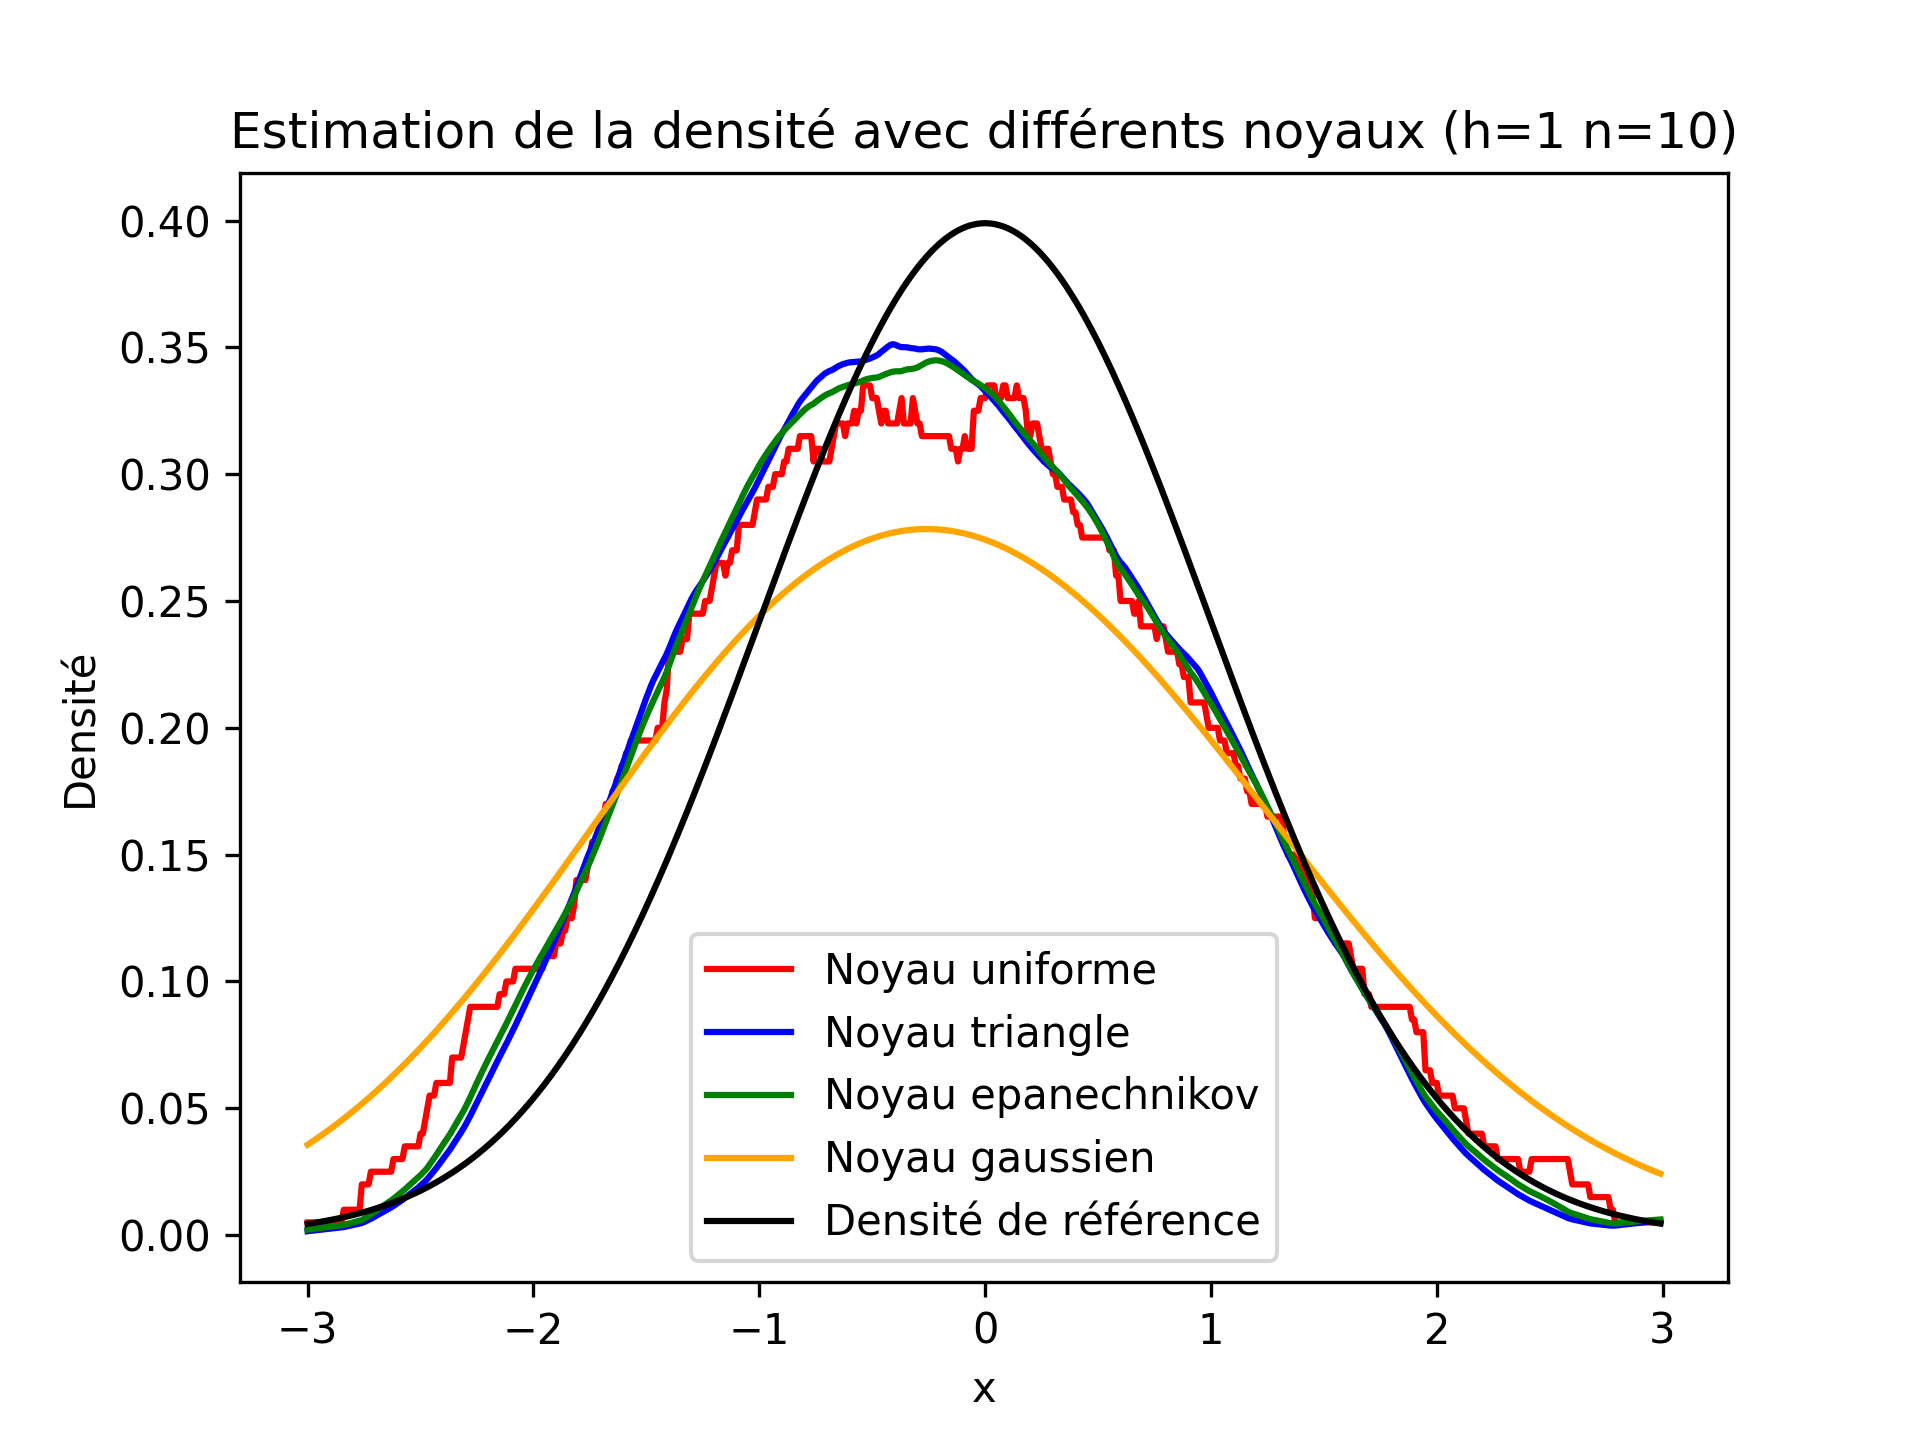 Estimation de la densité avec différents noyaux (h=1 n=10)
0.40
0.35
0.30
0.25
0.20
0.15
0.10
0.05
0.00
Densité
Noyau uniforme
Noyau triangle
Noyau epanechnikov
Noyau gaussien
Densité de référence
−3 −2 −1 0 1 2 3
x